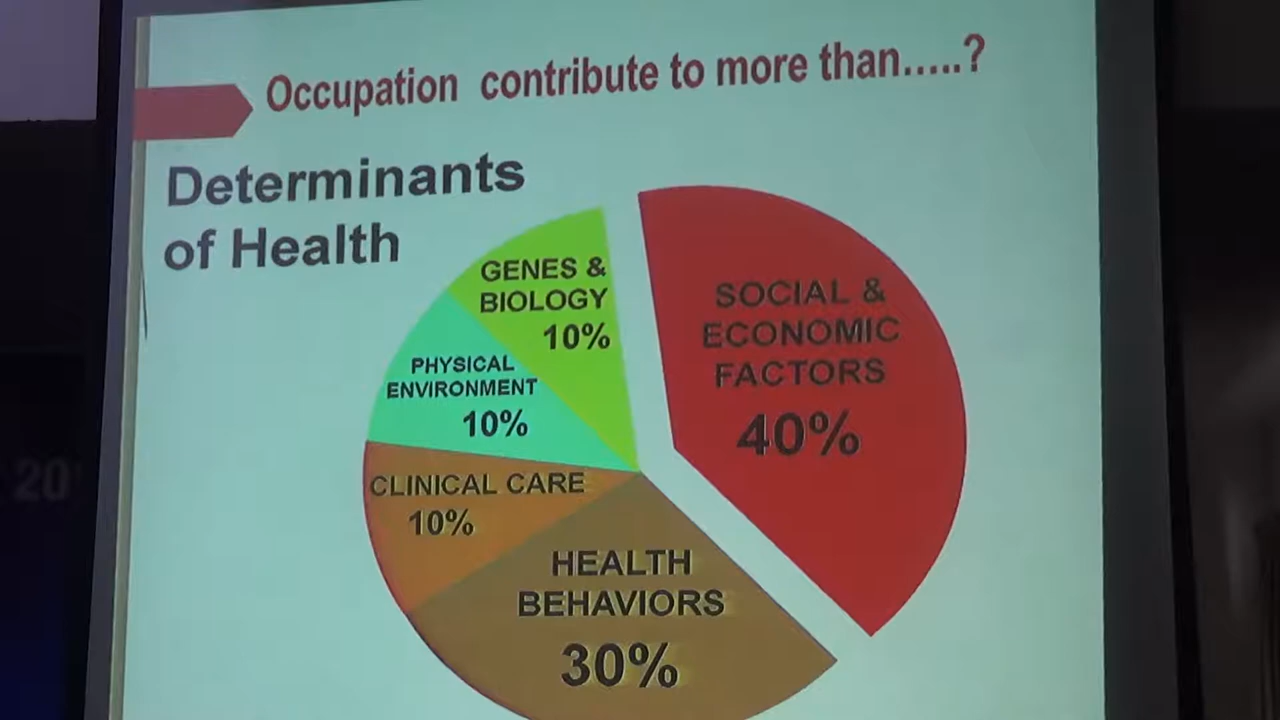 Occupation contribute to more than.....?
Determinants
of Health
GENES &
BIOLOGY
10%
SOCIAL &
ECONOMIC
FACTORS
40%
PHYSICAL
ENVIRONMENT
10%
CLINICAL CARE
10%
HEALTH
BEHAVIORS
30%
20